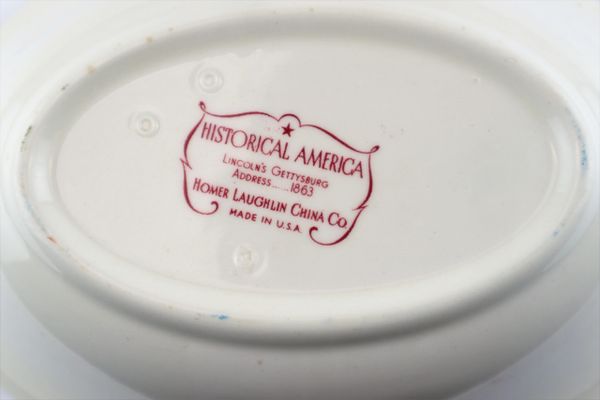 HISTORICAL AMERICA
LINCOLN'S GETTYSBURG
ADDRESS......1863
HOMER LAUGHLIN CHINA CO.
MADE IN U.S.A.